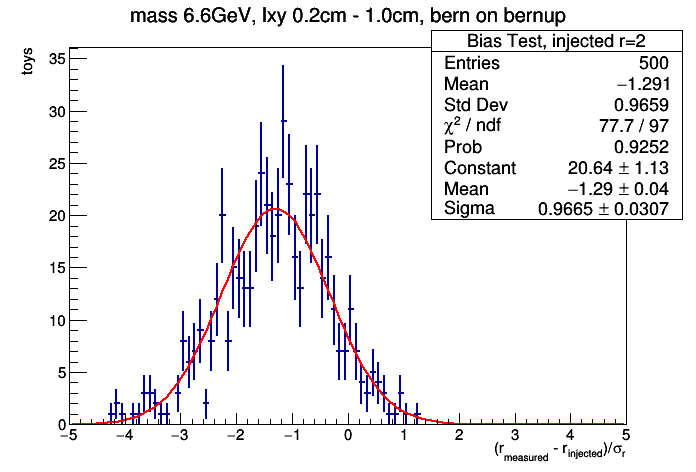 mass 6.6GeV, lxy 0.2cm - 1.0cm, bern on bernup
Bias Test, injected r=2
Entries 500
Mean −1.291
Std Dev 0.9659
χ² / ndf 77.7 / 97
Prob 0.9252
Constant 20.64 ± 1.13
Mean −1.29 ± 0.04
Sigma 0.9665 ± 0.0307
toys
35
30
25
20
15
10
5
0
−5 −4 −3 −2 −1 0 1 2 3 4 5
(r_measured - r_injected)/σ_r